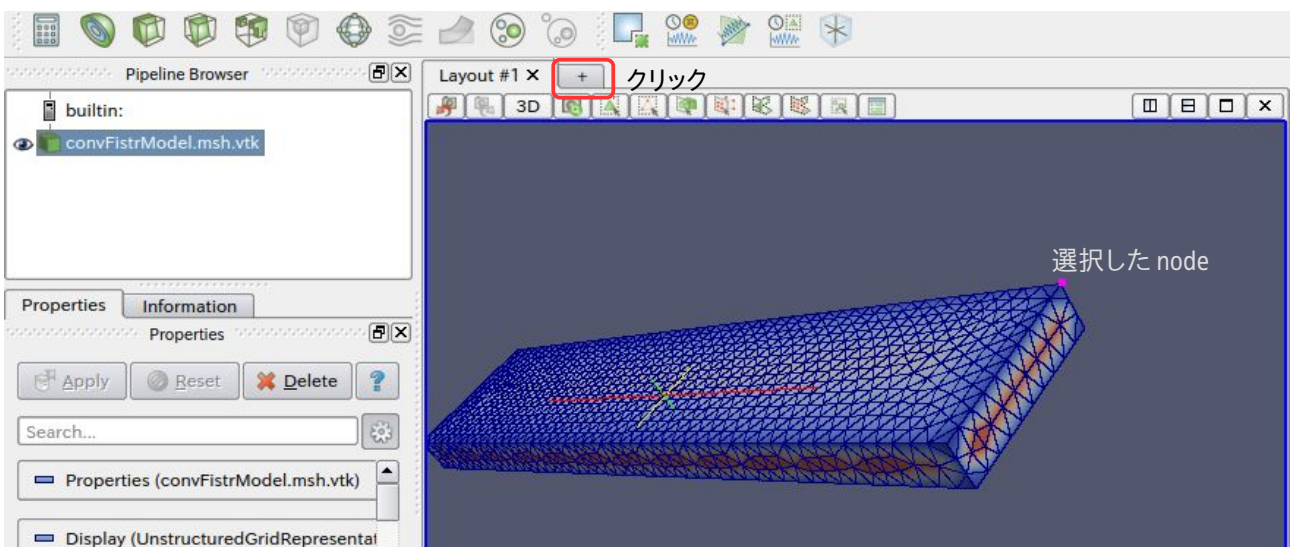 Pipeline Browser
Layout #1
+
クリック
builtin:
3D
convFistrModel.msh.vtk
選択した node
Properties
Information
Properties
Apply
Reset
Delete
?
Search...
Properties (convFistrModel.msh.vtk)
Display (UnstructuredGridRepresentat